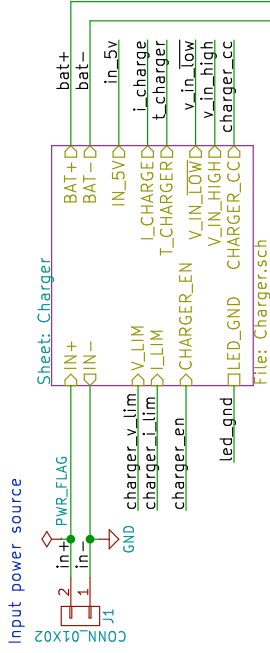 Input power source
CONN_01X02
J1
2
1
in+
in-
PWR_FLAG
GND
Sheet: Charger
File: Charger.sch
IN+
IN-
V_LIM
I_LIM
CHARGER_EN
LED_GND
charger_v_lim
charger_i_lim
charger_en
led_gnd
BAT+
BAT-
IN_5V
I_CHARGE
T_CHARGER
V_IN_LOW
V_IN_HIGH
CHARGER_CC
bat+
bat-
in_5v
i_charge
t_charger
v_in_low
v_in_high
charger_cc